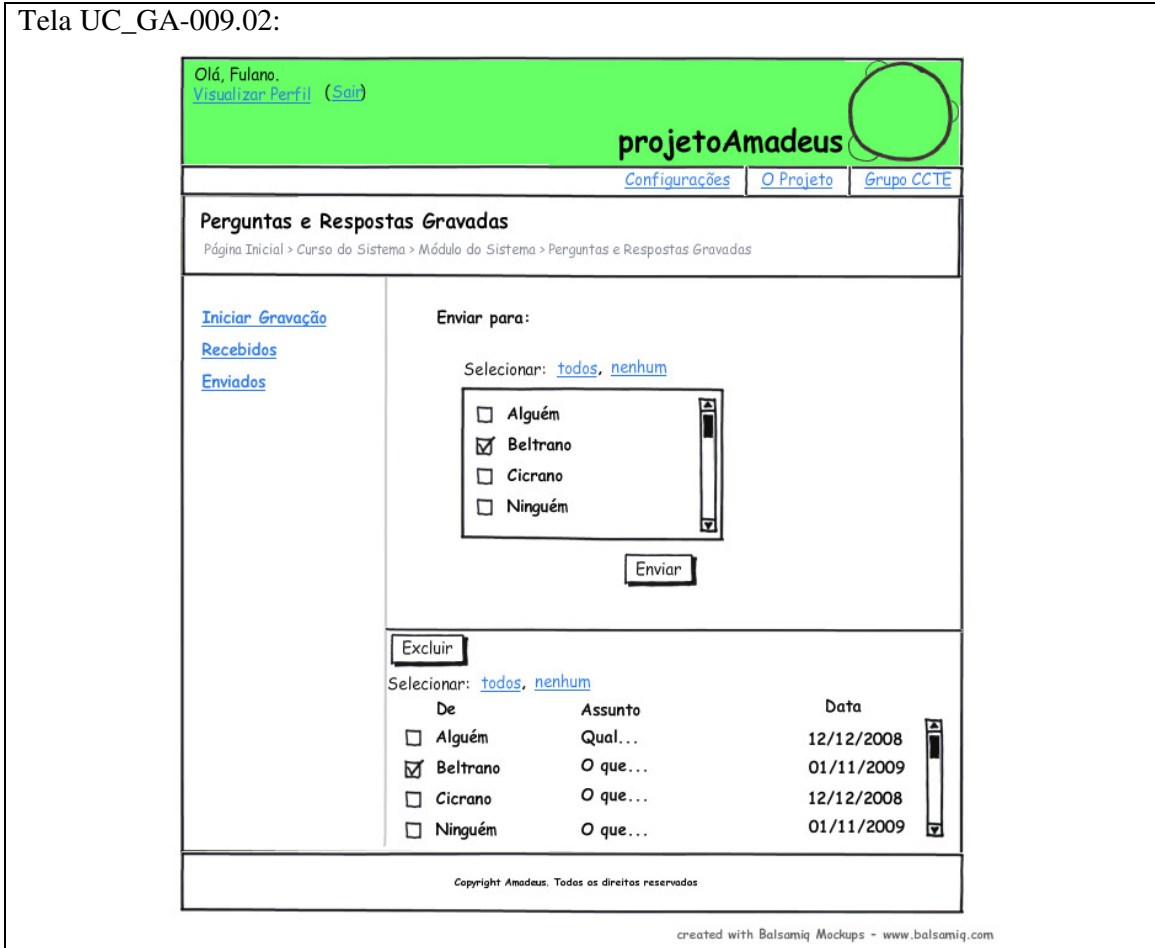 Tela UC_GA-009.02:
Olá, Fulano.
Visualizar Perfil (Sair)
projetoAmadeus
Configurações O Projeto Grupo CCTE
Perguntas e Respostas Gravadas
Página Inicial > Curso do Sistema > Módulo do Sistema > Perguntas e Respostas Gravadas
Iniciar Gravação
Recebidos
Enviados
Enviar para:
Selecionar: todos, nenhum
Alguém
Beltrano
Cicrano
Ninguém
Enviar
Excluir
Selecionar: todos, nenhum
De Assunto Data
Alguém Qual... 12/12/2008
Beltrano O que... 01/11/2009
Cicrano O que... 12/12/2008
Ninguém O que... 01/11/2009
Copyright Amadeus. Todos os direitos reservados
created with Balsamiq Mockups - www.balsamiq.com